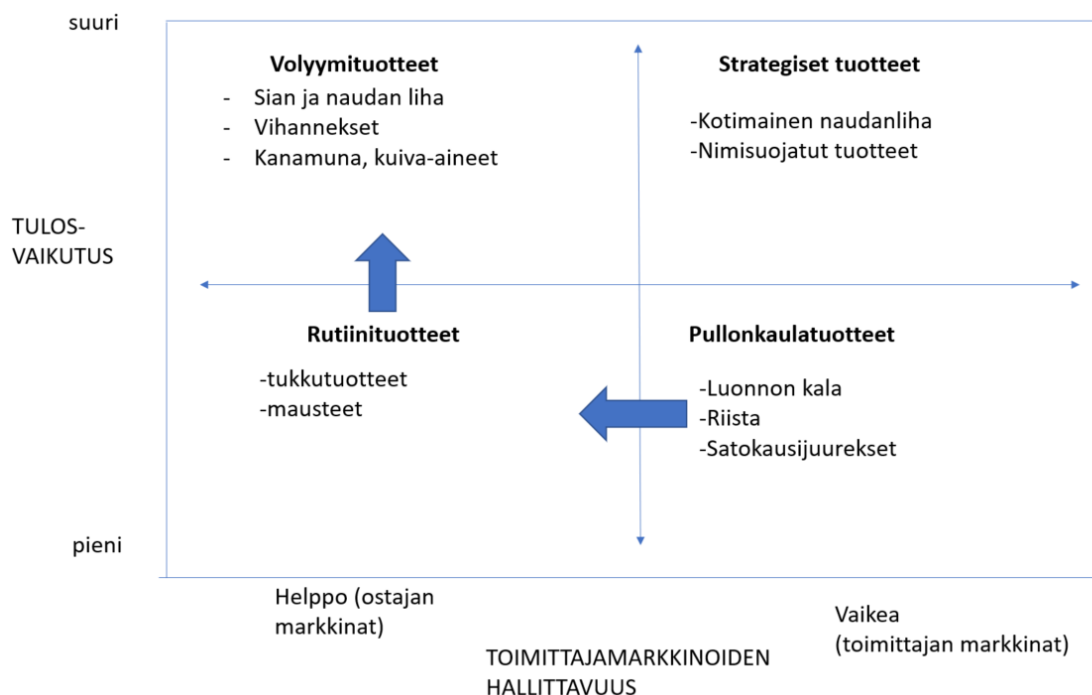 suuri
Volyymituotteet
- Sian ja naudan liha
- Vihannekset
- Kanamuna, kuiva-aineet
Strategiset tuotteet
-Kotimainen naudanliha
-Nimisuojatut tuotteet
TULOS-
VAIKUTUS
Rutiinituotteet
-tukkutuotteet
-mausteet
Pullonkaulatuotteet
-Luonnon kala
-Riista
-Satokausijuurekset
pieni
Helppo (ostajan
markkinat)
Vaikea
(toimittajan markkinat)
TOIMITTAJAMARKKINOIDEN
HALLITTAVUUS